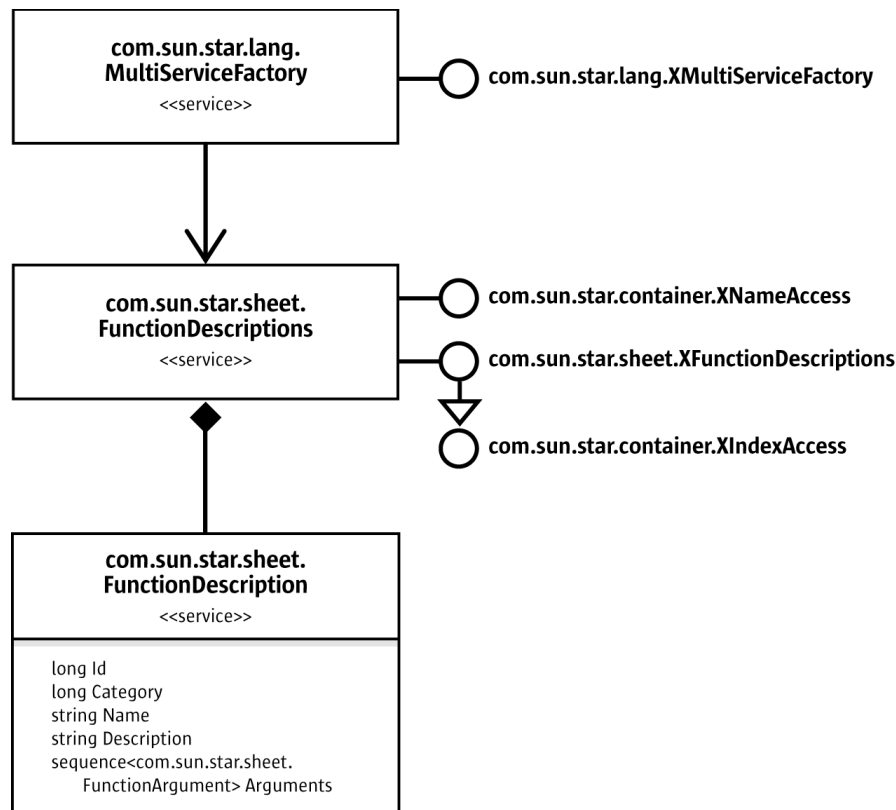 com.sun.star.lang.
MultiServiceFactory
<<service>>
com.sun.star.lang.XMultiServiceFactory
com.sun.star.sheet.
FunctionDescriptions
<<service>>
com.sun.star.container.XNameAccess
com.sun.star.sheet.XFunctionDescriptions
com.sun.star.container.XIndexAccess
com.sun.star.sheet.
FunctionDescription
<<service>>
long Id
long Category
string Name
string Description
sequence<com.sun.star.sheet.
FunctionArgument> Arguments